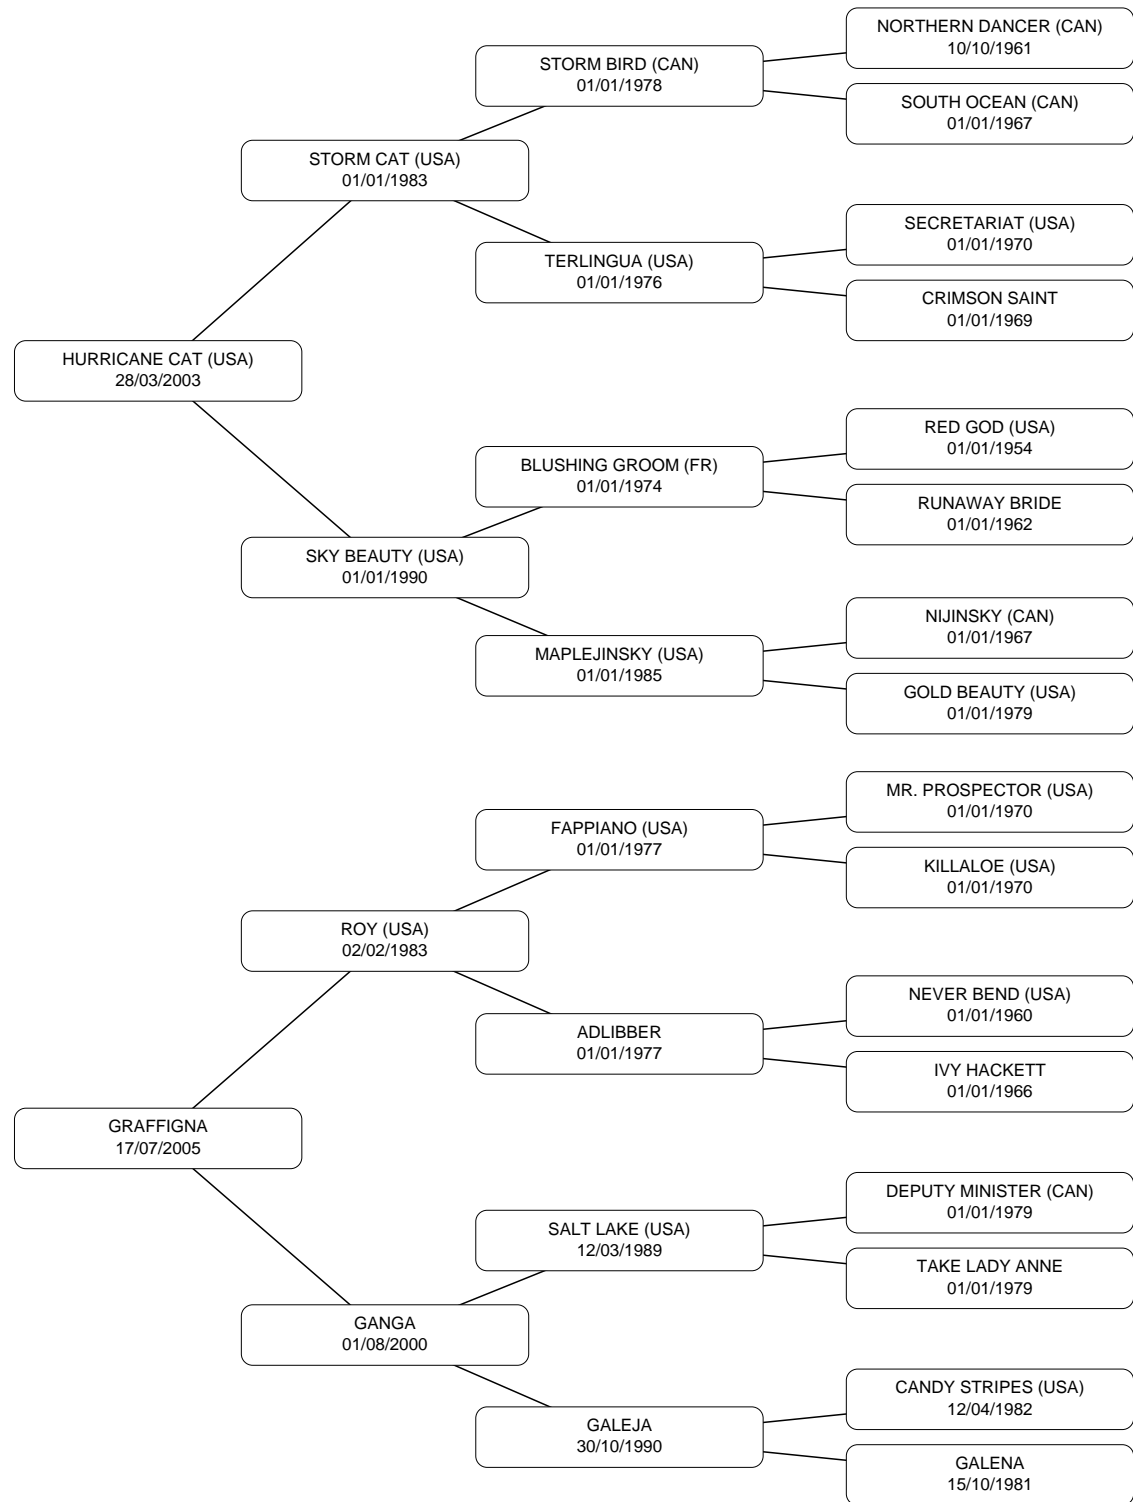 NORTHERN DANCER (CAN)
10/10/1961
STORM BIRD (CAN)
01/01/1978
SOUTH OCEAN (CAN)
01/01/1967
STORM CAT (USA)
01/01/1983
SECRETARIAT (USA)
01/01/1970
TERLINGUA (USA)
01/01/1976
CRIMSON SAINT
01/01/1969
HURRICANE CAT (USA)
28/03/2003
RED GOD (USA)
01/01/1954
BLUSHING GROOM (FR)
01/01/1974
RUNAWAY BRIDE
01/01/1962
SKY BEAUTY (USA)
01/01/1990
NIJINSKY (CAN)
01/01/1967
MAPLEJINSKY (USA)
01/01/1985
GOLD BEAUTY (USA)
01/01/1979
MR. PROSPECTOR (USA)
01/01/1970
FAPPIANO (USA)
01/01/1977
KILLALOE (USA)
01/01/1970
ROY (USA)
02/02/1983
NEVER BEND (USA)
01/01/1960
ADLIBBER
01/01/1977
IVY HACKETT
01/01/1966
GRAFFIGNA
17/07/2005
DEPUTY MINISTER (CAN)
01/01/1979
SALT LAKE (USA)
12/03/1989
TAKE LADY ANNE
01/01/1979
GANGA
01/08/2000
CANDY STRIPES (USA)
12/04/1982
GALEJA
30/10/1990
GALENA
15/10/1981